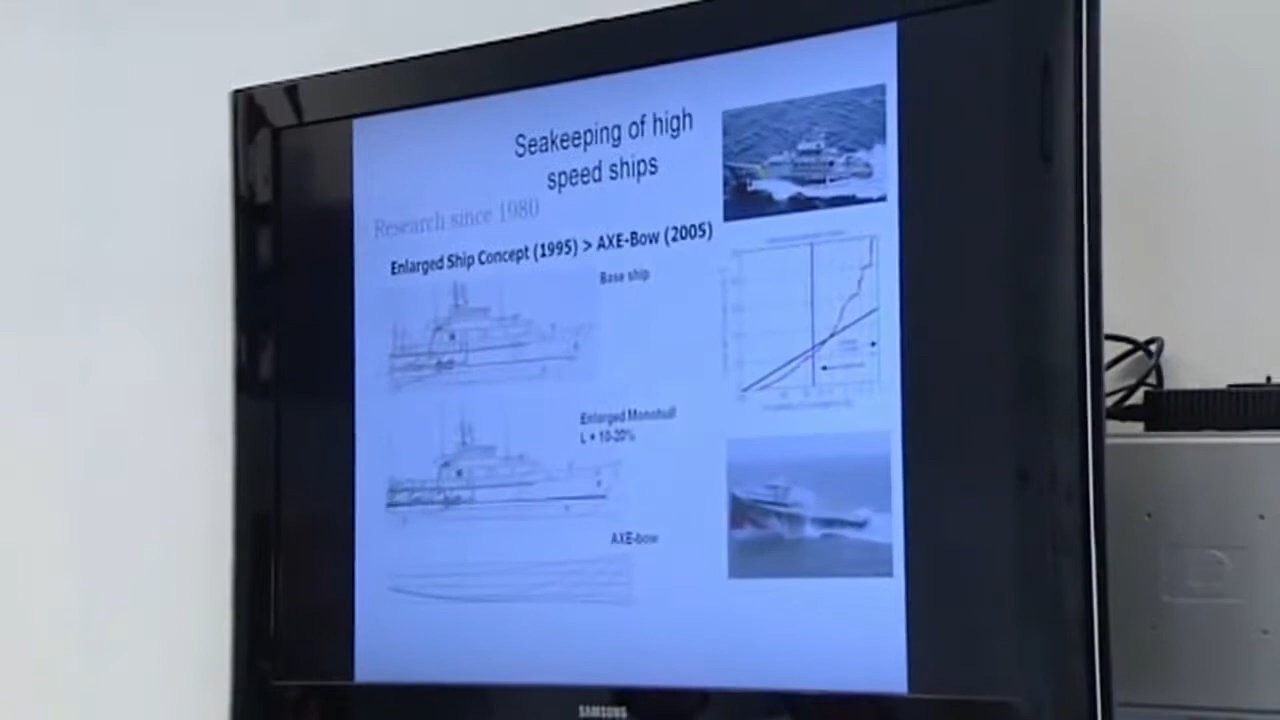 Seakeeping of high
speed ships
Research since 1980
Enlarged Ship Concept (1995) > AXE-Bow (2005)
Base ship
Enlarged Monohull
L + 10-20%
AXE-bow
SAMSUNG